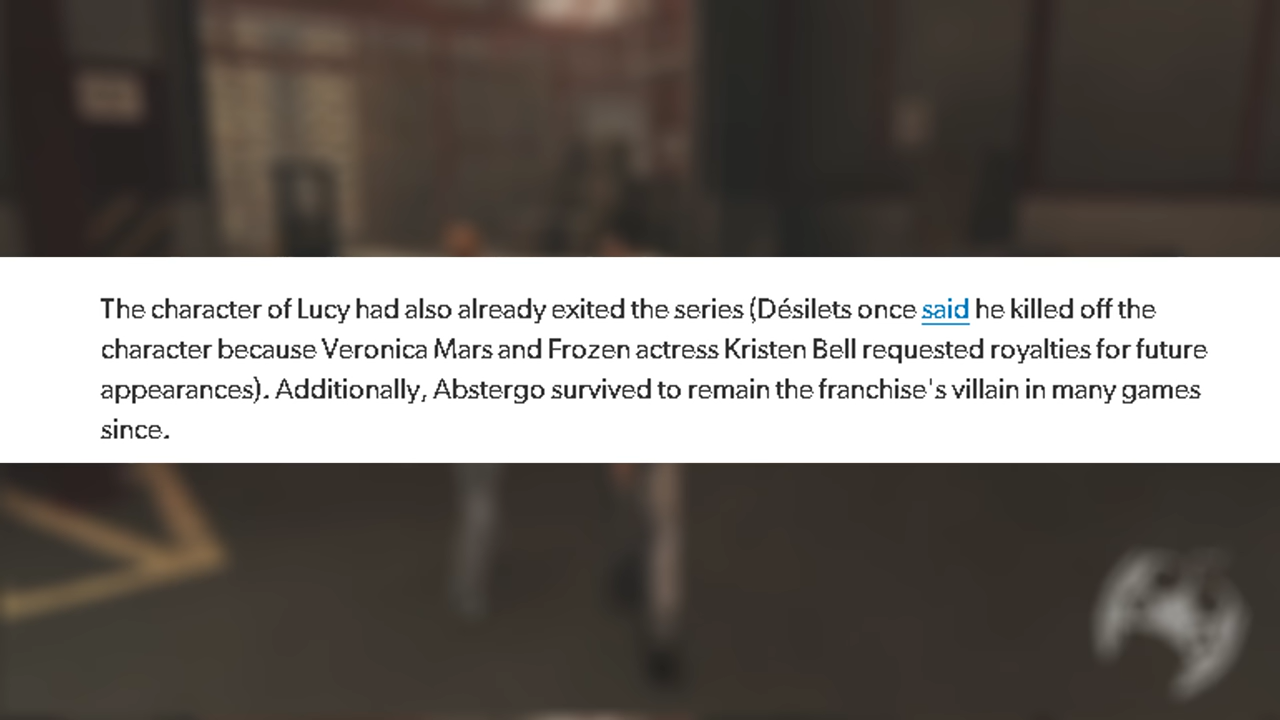 The character of Lucy had also already exited the series (Désilets once said he killed off the
character because Veronica Mars and Frozen actress Kristen Bell requested royalties for future
appearances). Additionally, Abstergo survived to remain the franchise's villain in many games
since.